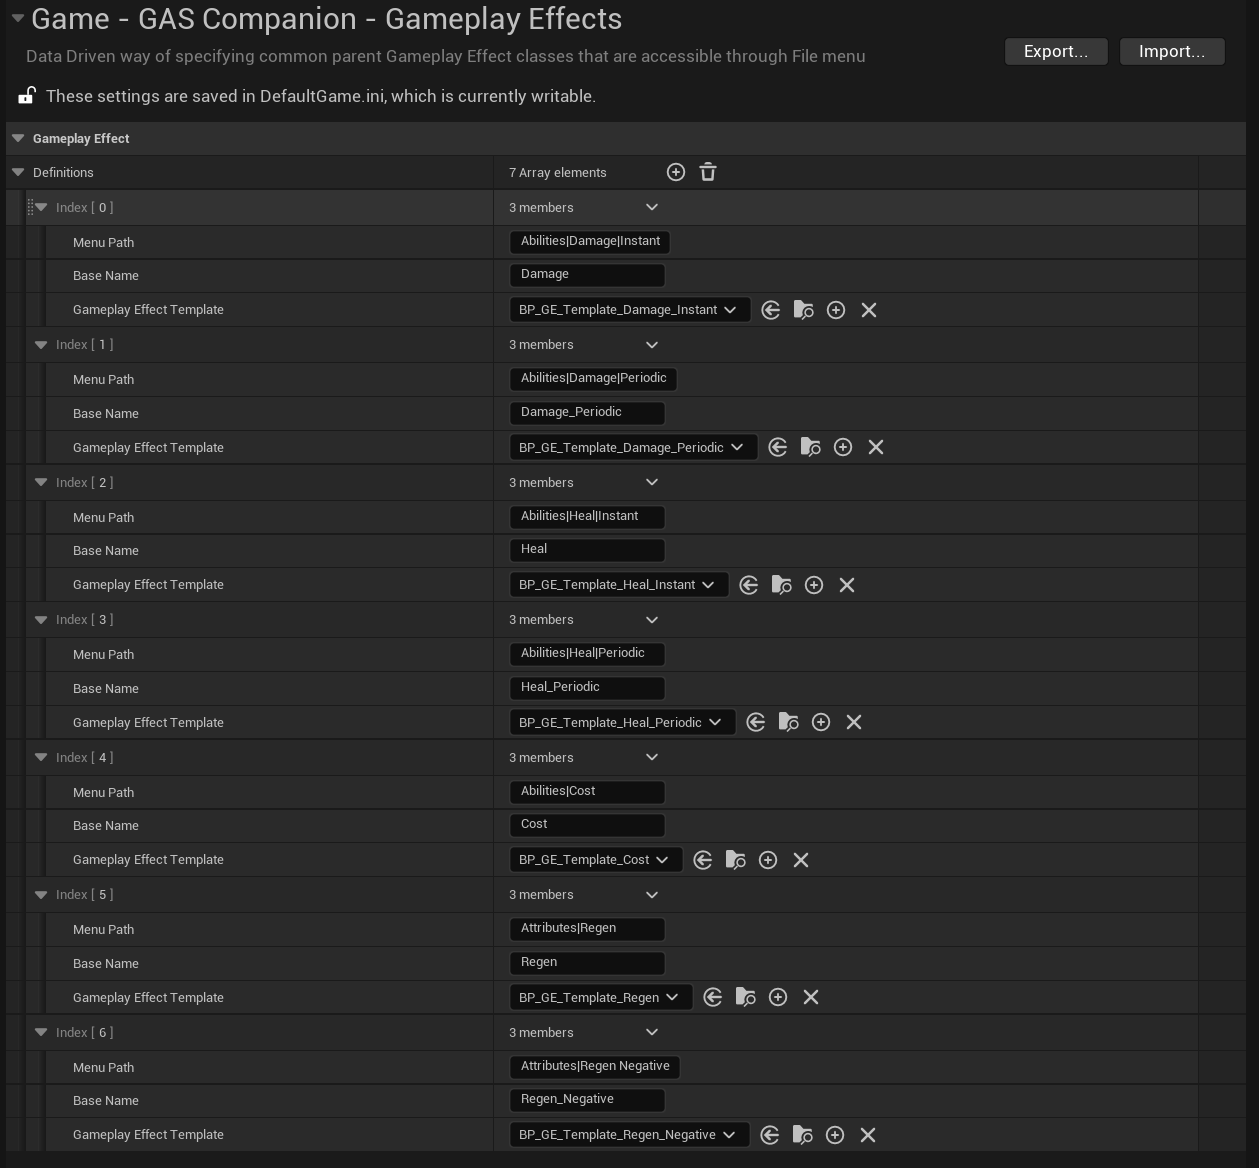 Game - GAS Companion - Gameplay Effects
Data Driven way of specifying common parent Gameplay Effect classes that are accessible through File menu
Export...
Import...
These settings are saved in DefaultGame.ini, which is currently writable.
Gameplay Effect
Definitions 7 Array elements
Index [ 0 ] 3 members
Menu Path Abilities|Damage|Instant
Base Name Damage
Gameplay Effect Template BP_GE_Template_Damage_Instant
Index [ 1 ] 3 members
Menu Path Abilities|Damage|Periodic
Base Name Damage_Periodic
Gameplay Effect Template BP_GE_Template_Damage_Periodic
Index [ 2 ] 3 members
Menu Path Abilities|Heal|Instant
Base Name Heal
Gameplay Effect Template BP_GE_Template_Heal_Instant
Index [ 3 ] 3 members
Menu Path Abilities|Heal|Periodic
Base Name Heal_Periodic
Gameplay Effect Template BP_GE_Template_Heal_Periodic
Index [ 4 ] 3 members
Menu Path Abilities|Cost
Base Name Cost
Gameplay Effect Template BP_GE_Template_Cost
Index [ 5 ] 3 members
Menu Path Attributes|Regen
Base Name Regen
Gameplay Effect Template BP_GE_Template_Regen
Index [ 6 ] 3 members
Menu Path Attributes|Regen Negative
Base Name Regen_Negative
Gameplay Effect Template BP_GE_Template_Regen_Negative